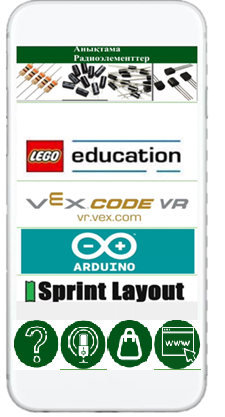 Анықтама
Радиоэлементтер
LEGO education
VEX CODE VR
vr.vex.com
ARDUINO
Sprint Layout
?
www